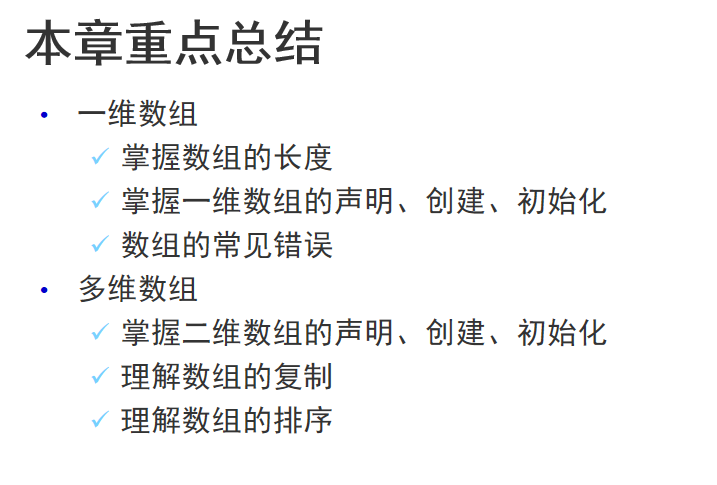 本章重点总结
• 一维数组
✓ 掌握数组的长度
✓ 掌握一维数组的声明、创建、初始化
✓ 数组的常见错误
• 多维数组
✓ 掌握二维数组的声明、创建、初始化
✓ 理解数组的复制
✓ 理解数组的排序